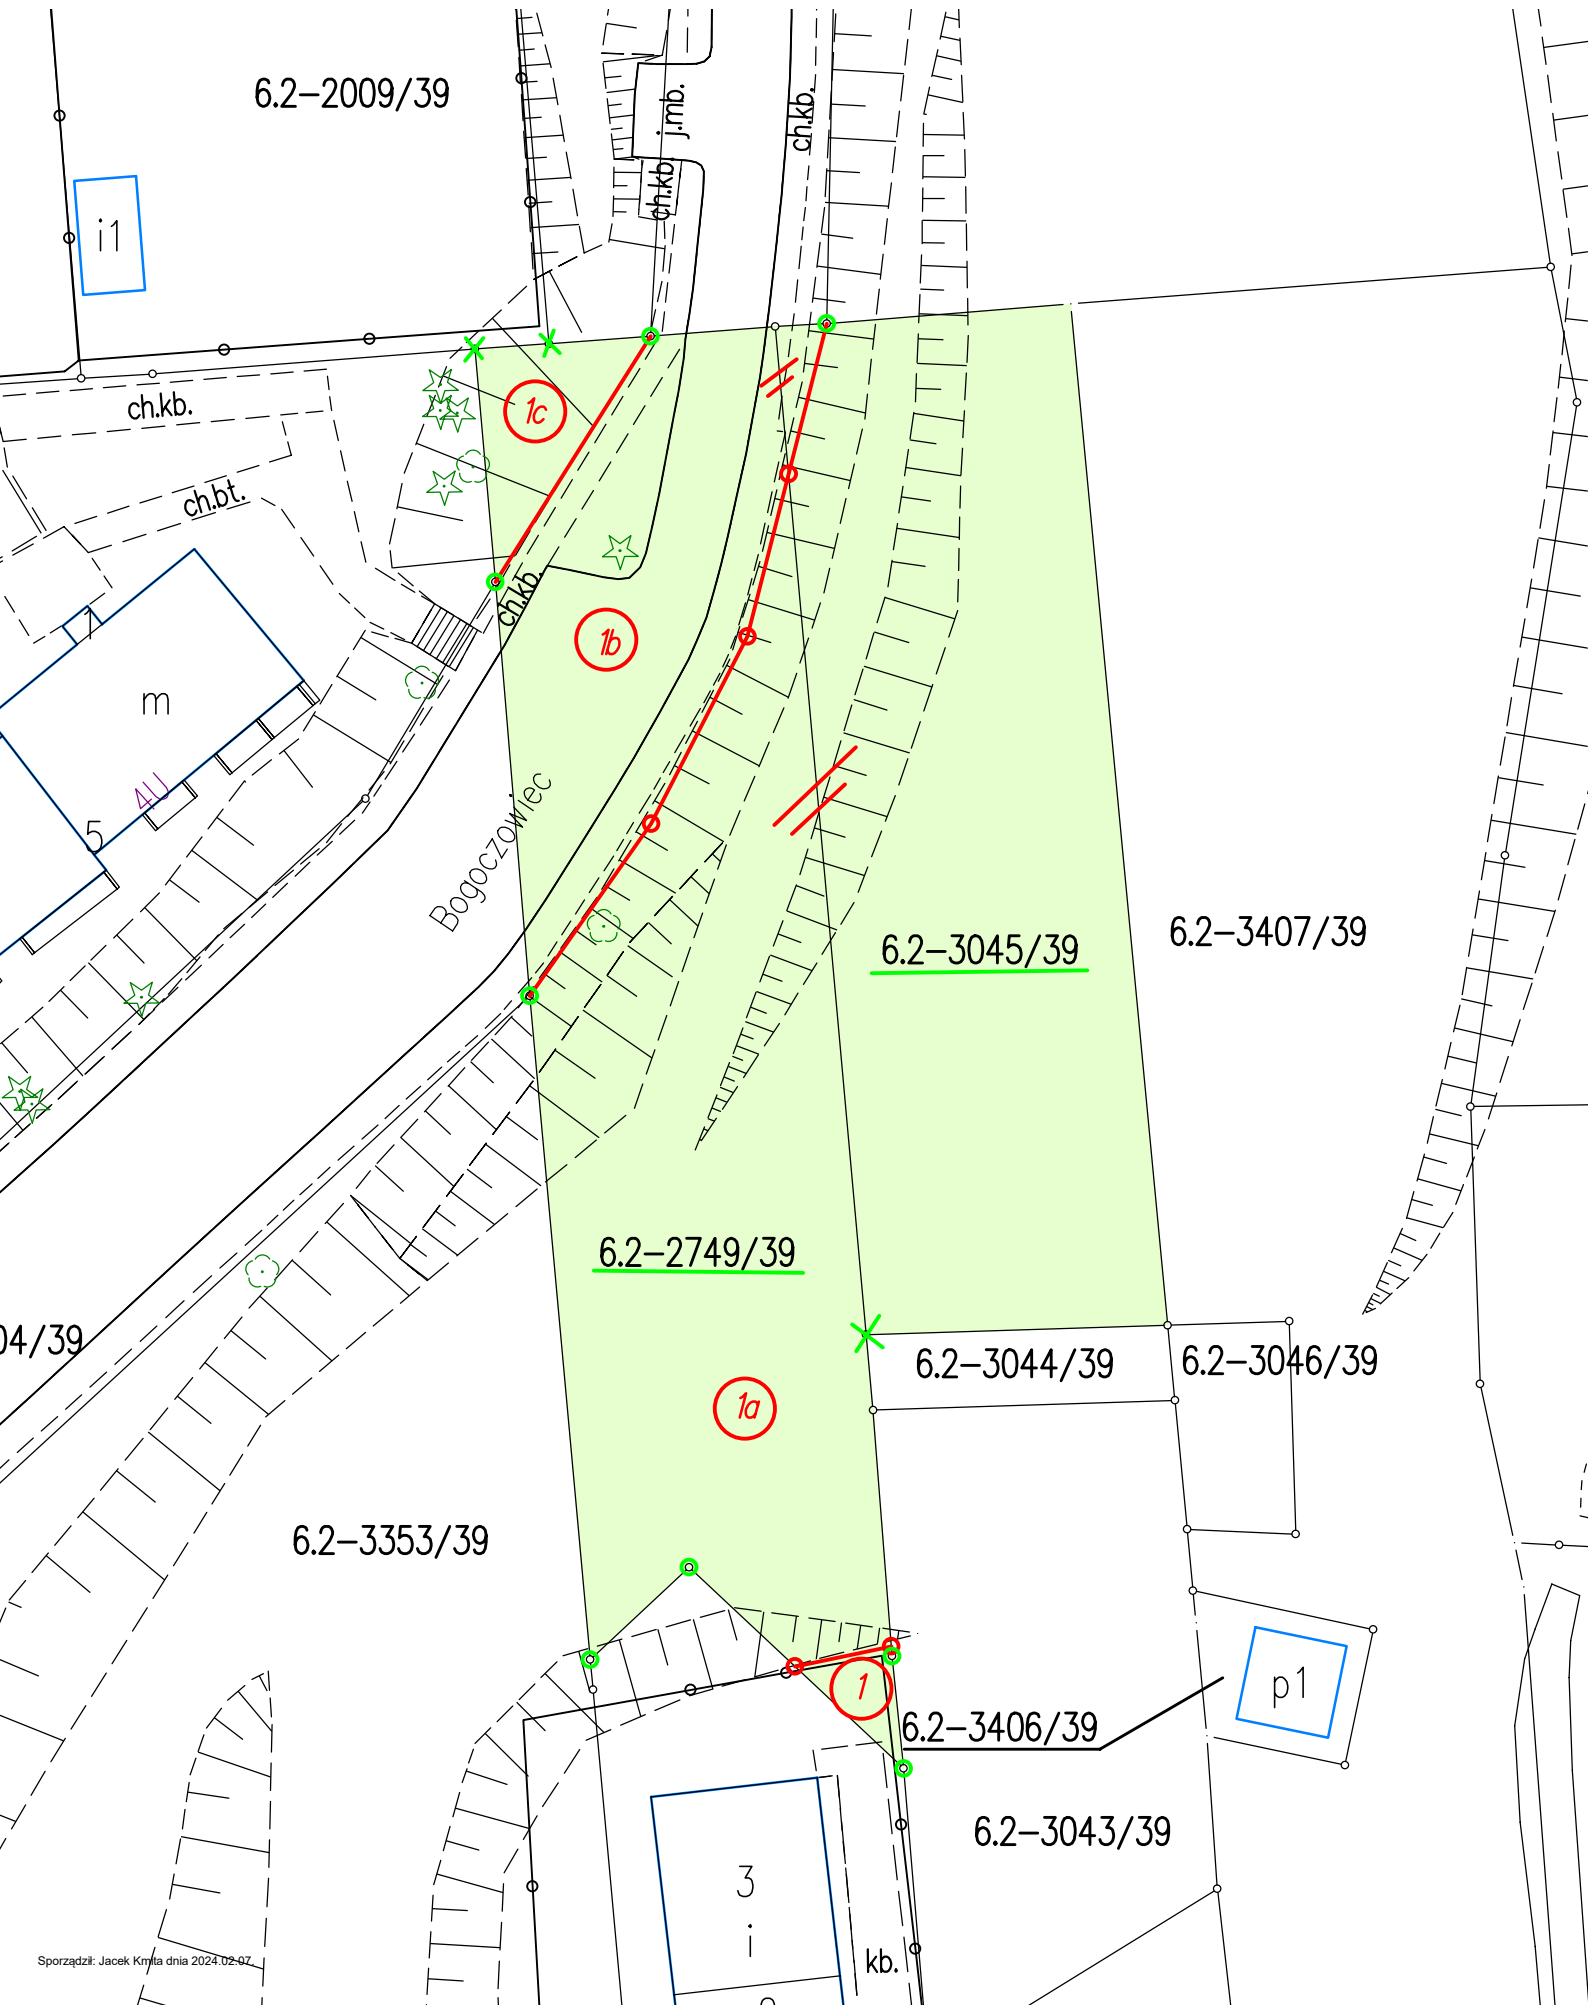 6.2-2009/39
j.mb.
ch.kb.
ch.kb.
i1
ch.kb.
1c
ch.bt.
ch.kb.
1
1b
m
4U
5
Bogoczowiec
6.2-3045/39
6.2-3407/39
6.2-2749/39
04/39
6.2-3044/39
6.2-3046/39
1a
6.2-3353/39
1
p1
6.2-3406/39
6.2-3043/39
3
i
kb.
Sporządził: Jacek Kmita dnia 2024.02.07.